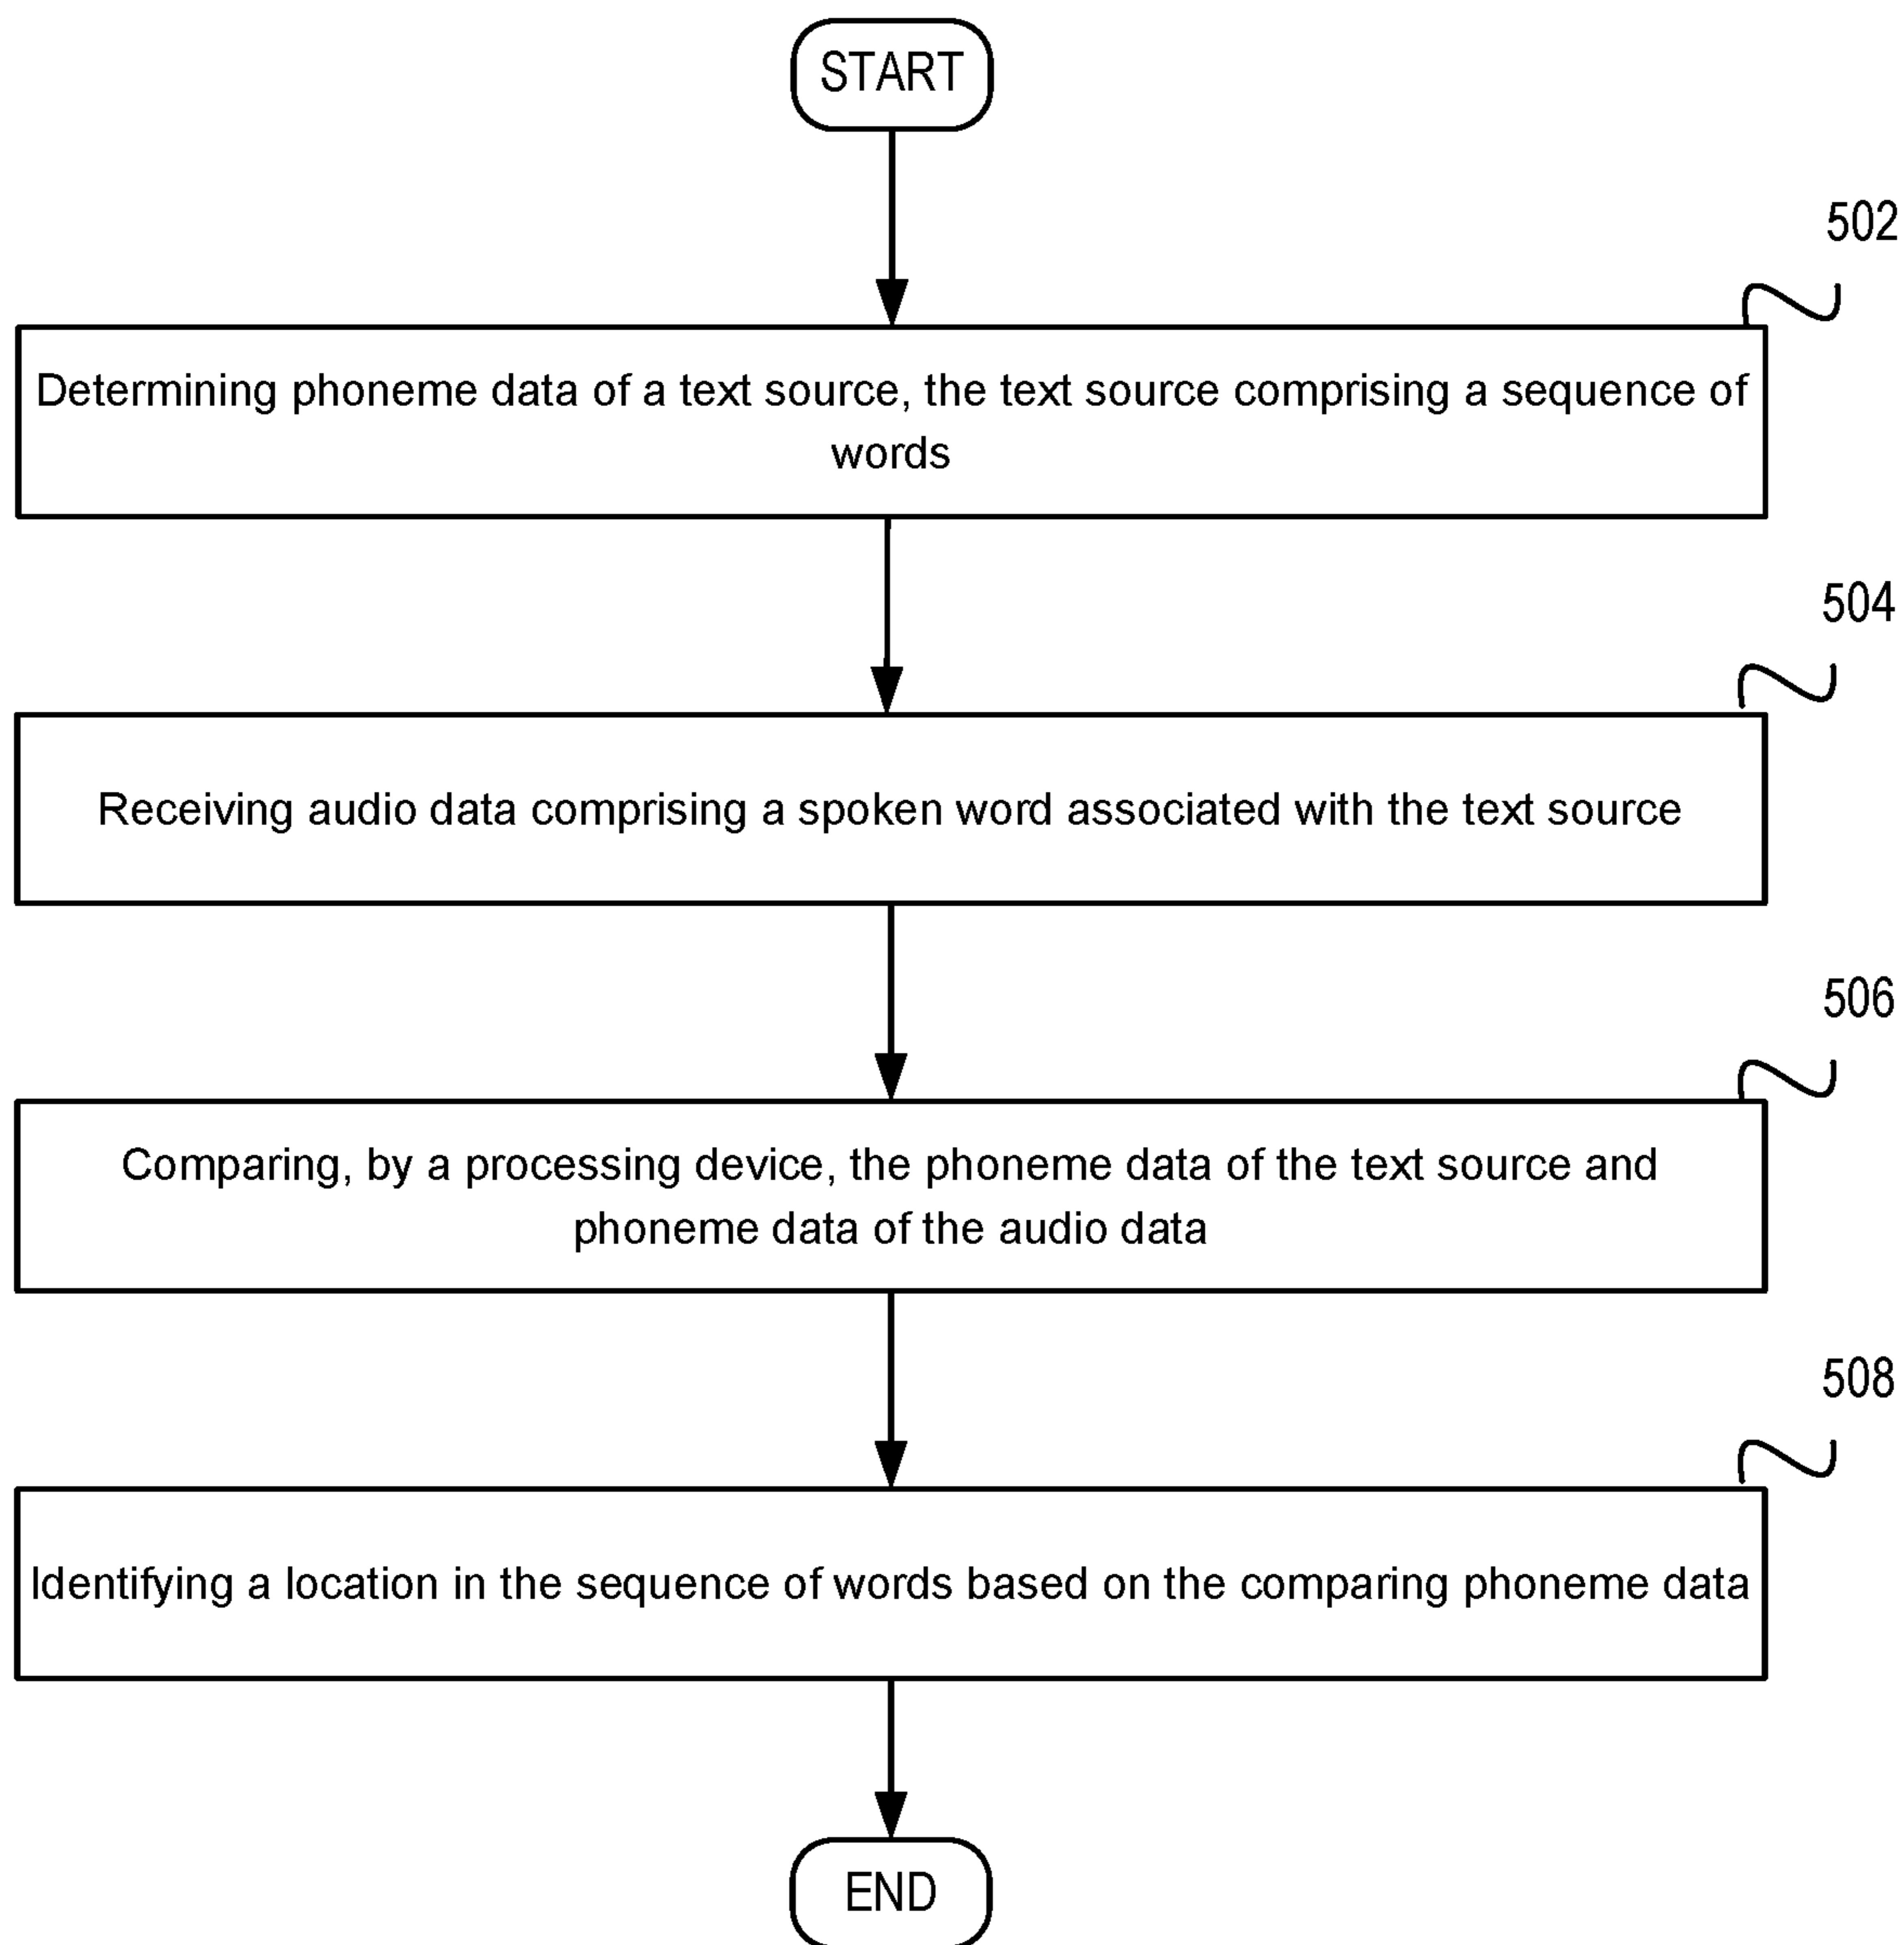 START
502
Determining phoneme data of a text source, the text source comprising a sequence of
words
504
Receiving audio data comprising a spoken word associated with the text source
506
Comparing, by a processing device, the phoneme data of the text source and
phoneme data of the audio data
508
Identifying a location in the sequence of words based on the comparing phoneme data
END